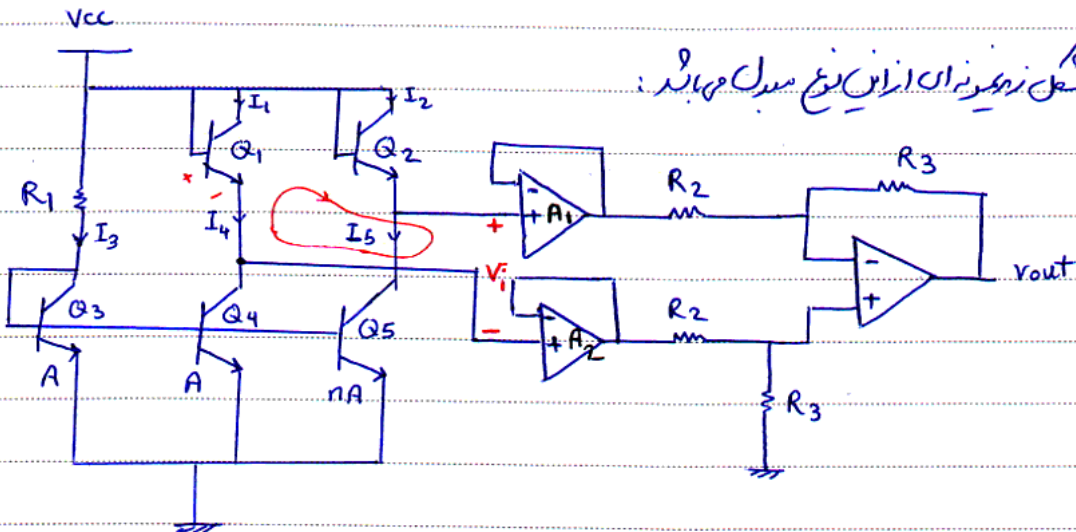 Vcc
شکل زیر نمونه ای از این نوع مبدل می باشد :
I1 I2
Q1 Q2
R1 R2 R3
+ -
I3 I4 I5 + - + A1
Vi vout
Q3 Q4 Q5 - + A2 R2 - +
-
A A nA R3